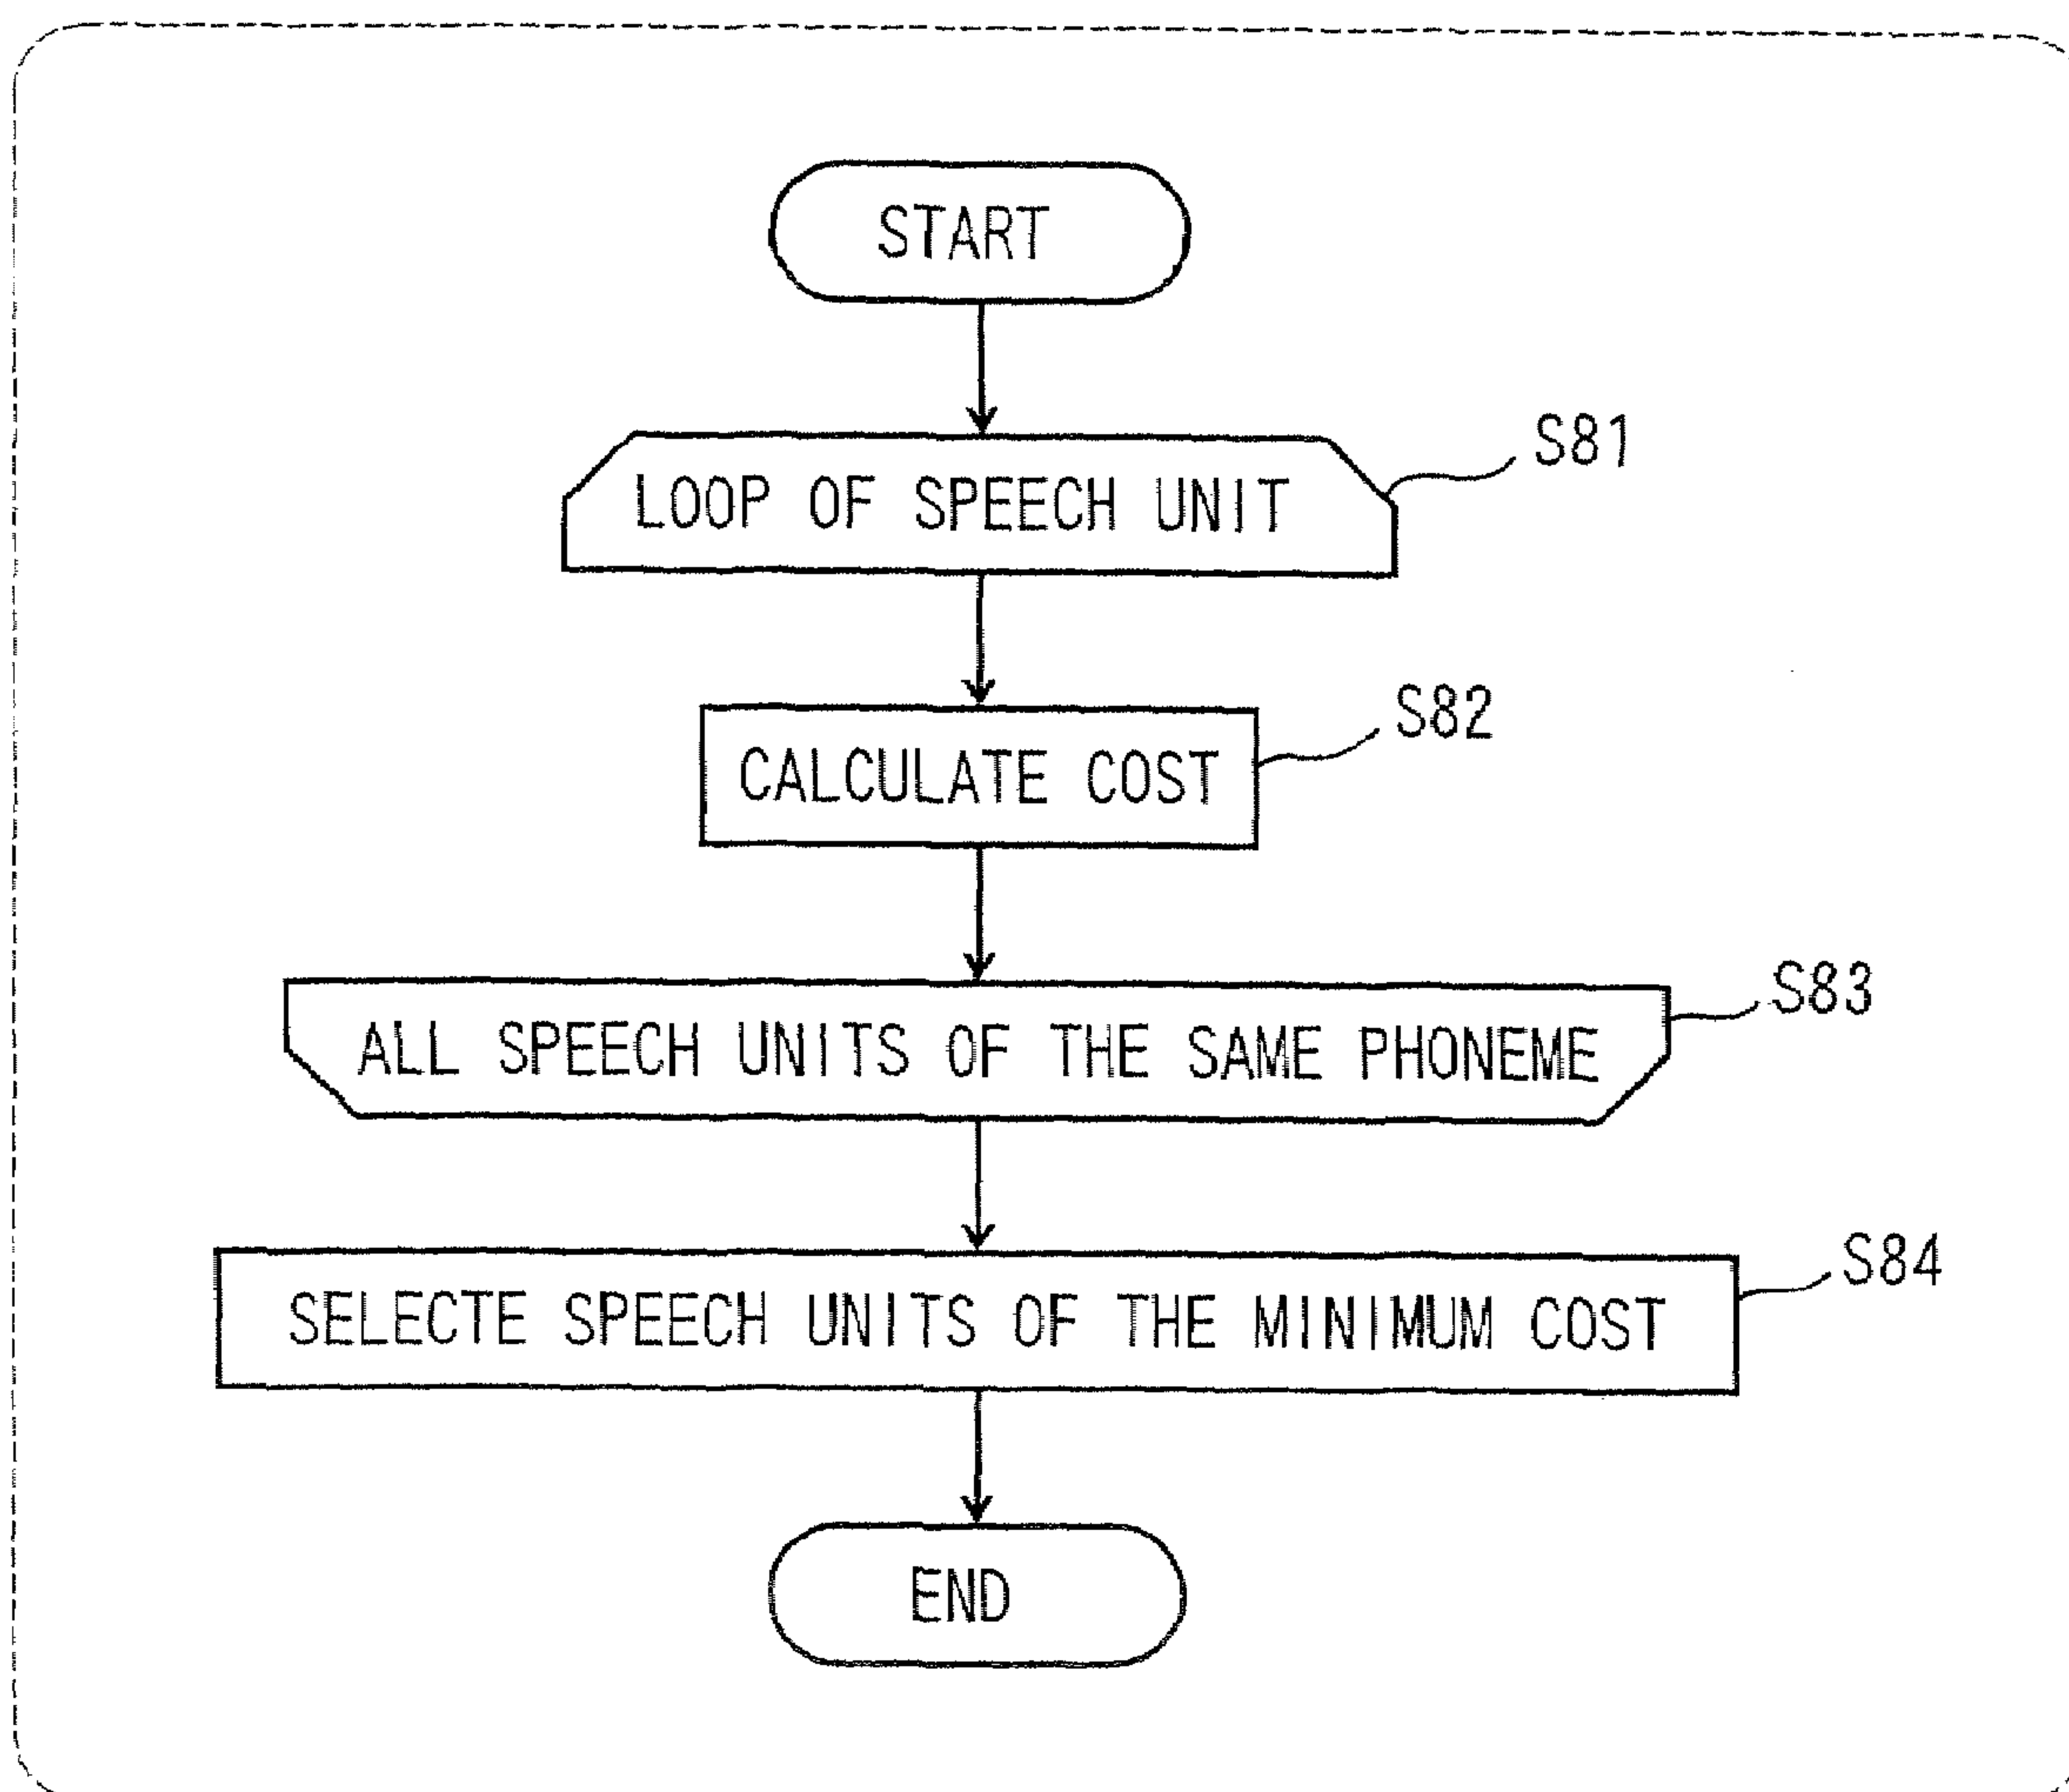 START
LOOP OF SPEECH UNIT
S81
CALCULATE COST
S82
ALL SPEECH UNITS OF THE SAME PHONEME
S83
SELECTE SPEECH UNITS OF THE MINIMUM COST
S84
END